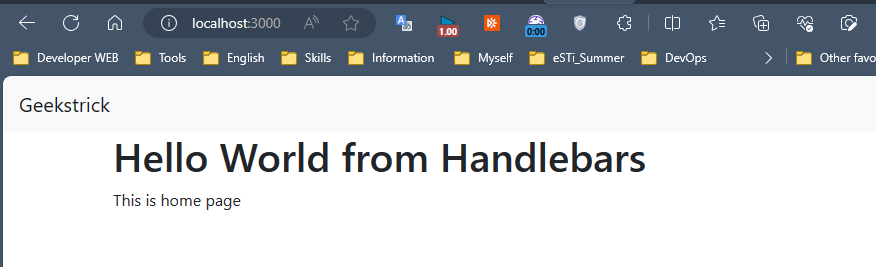 localhost:3000
1.00
0:00
Developer WEB Tools English Skills Information Myself eSTi_Summer DevOps Other favo
Geekstrick
Hello World from Handlebars
This is home page